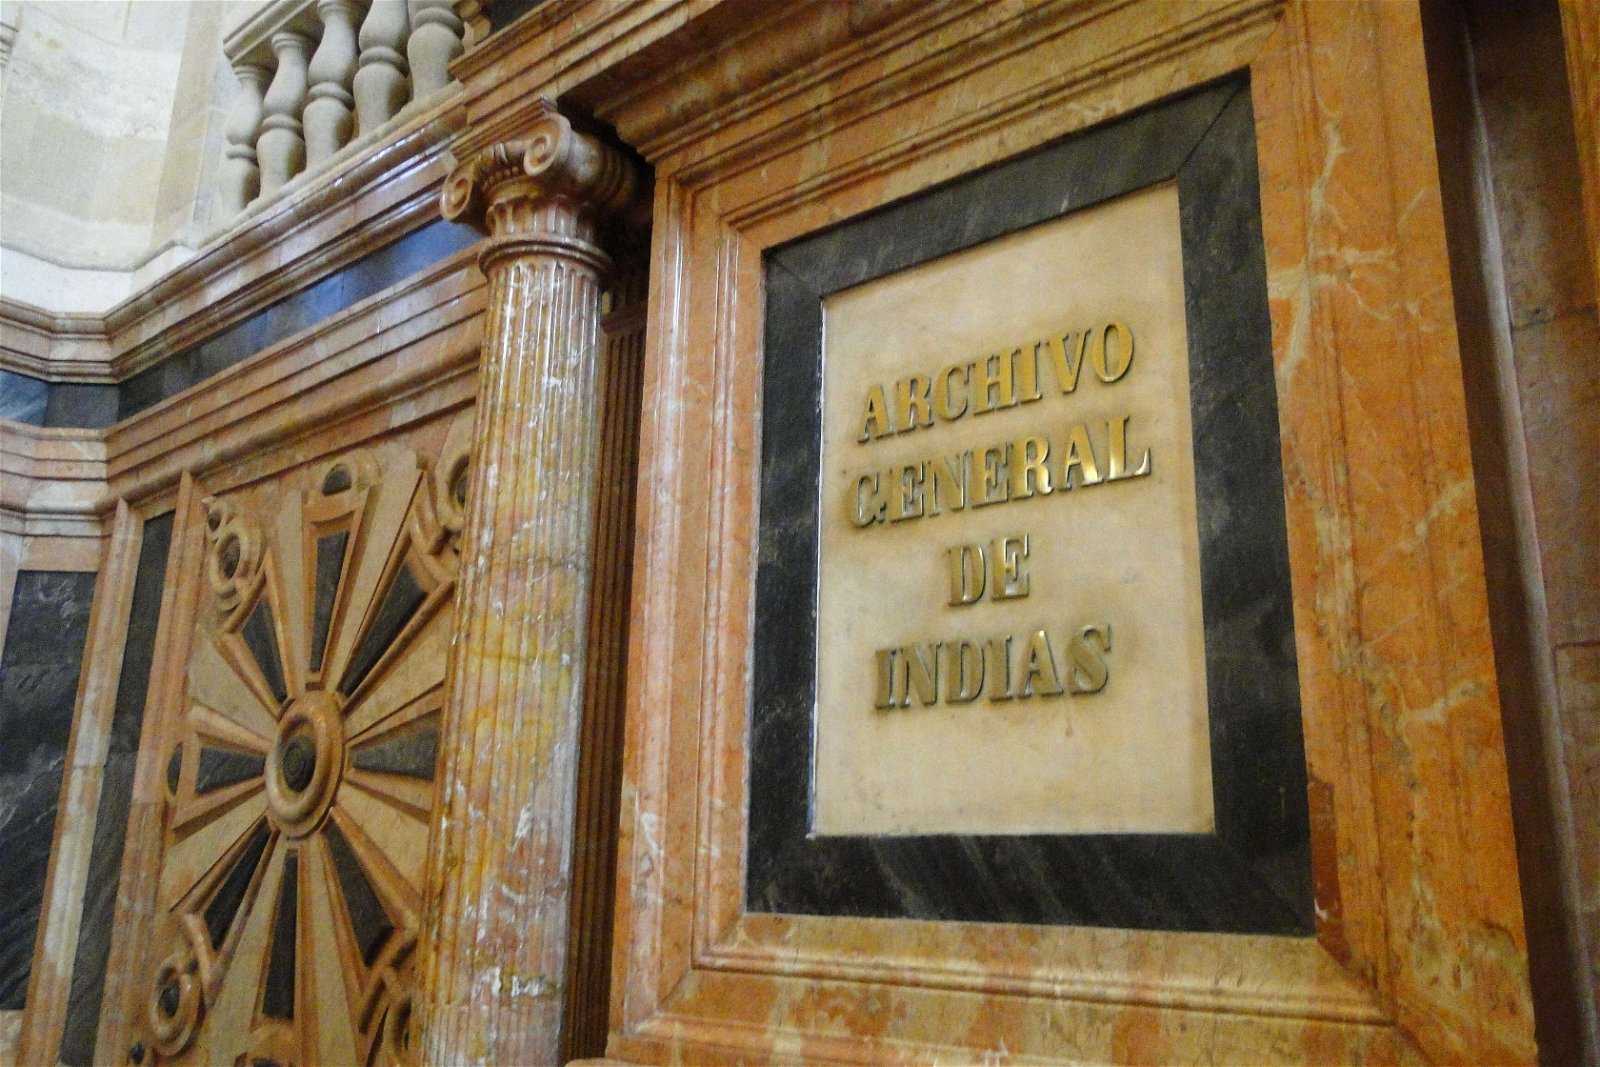 ARCHIVO
GENERAL
DE
INDIAS